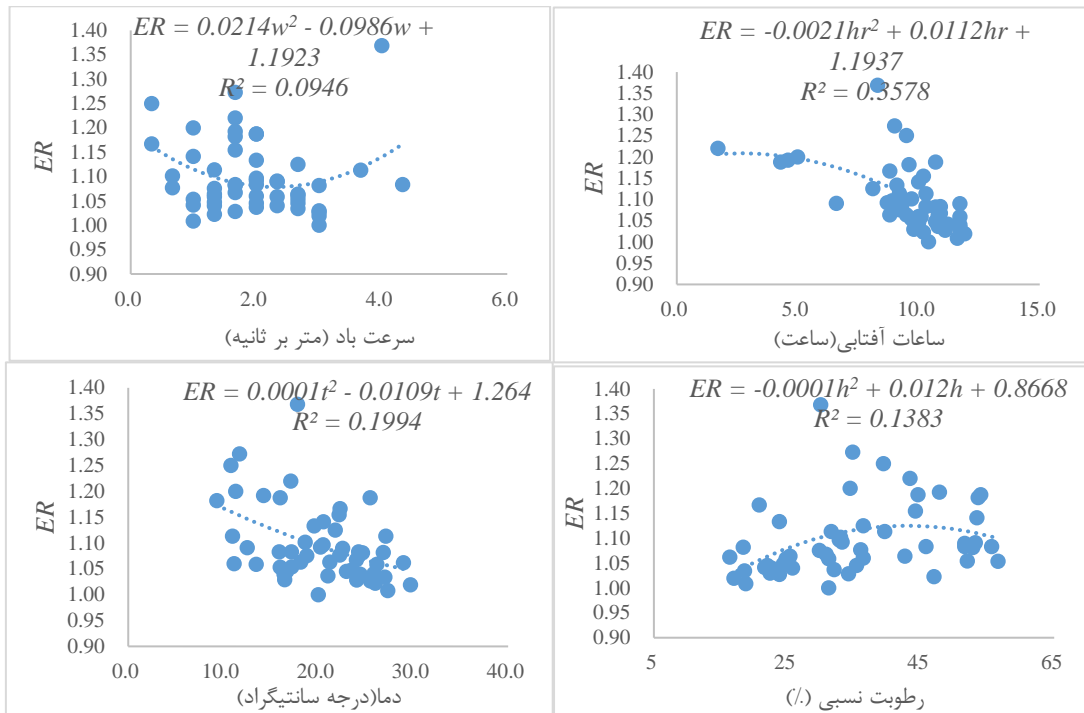 ER = 0.0214w² - 0.0986w +
1.1923
R² = 0.0946
1.40
1.35
1.30
1.25
1.20
1.15
1.10
1.05
1.00
0.95
0.90
ER
0.0 2.0 4.0 6.0
سرعت باد (متر بر ثانیه)
ER = -0.0021hr² + 0.0112hr +
1.1937
R² = 0.3578
1.40
1.35
1.30
1.25
1.20
1.15
1.10
1.05
1.00
0.95
0.90
ER
0.0 5.0 10.0 15.0
ساعات آفتابی(ساعت)
ER = 0.0001t² - 0.0109t + 1.264
R² = 0.1994
1.40
1.35
1.30
1.25
1.20
1.15
1.10
1.05
1.00
0.95
0.90
ER
0.0 10.0 20.0 30.0 40.0
دما(درجه سانتیگراد)
ER = -0.0001h² + 0.012h + 0.8668
R² = 0.1383
1.40
1.35
1.30
1.25
1.20
1.15
1.10
1.05
1.00
0.95
0.90
ER
5 25 45 65
رطوبت نسبی (٪)